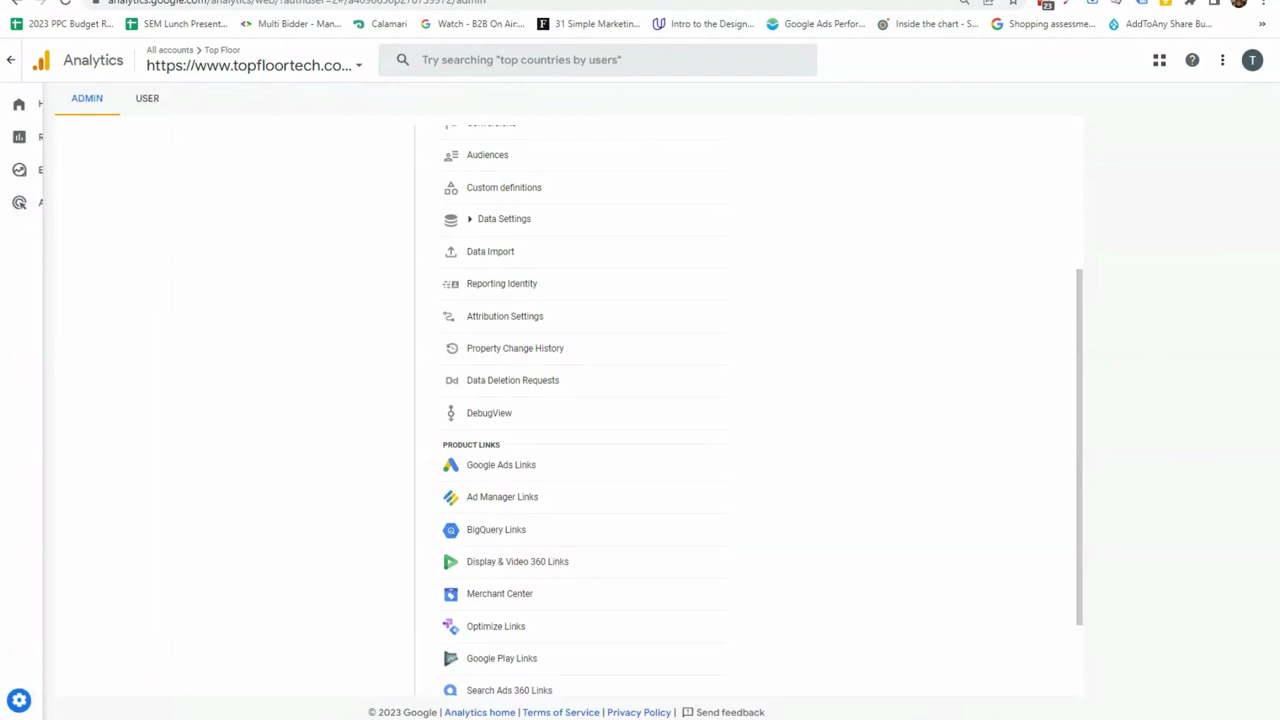 2023 PPC Budget R...
SEM Lunch Present...
Multi Bidder - Man...
Calamari
Watch - B2B On Air:...
31 Simple Marketin...
Intro to the Design...
Google Ads Perfor...
Inside the chart - S...
Shopping assessme...
AddToAny Share Bu...
»
23
Analytics
All accounts > Top Floor
https://www.topfloortech.co...
Try searching "top countries by users"
T
ADMIN
USER
Audiences
Custom definitions
Data Settings
Data Import
Reporting Identity
Attribution Settings
Property Change History
Dd Data Deletion Requests
DebugView
PRODUCT LINKS
Google Ads Links
Ad Manager Links
BigQuery Links
Display & Video 360 Links
Merchant Center
Optimize Links
Google Play Links
Search Ads 360 Links
© 2023 Google | Analytics home | Terms of Service | Privacy Policy | Send feedback